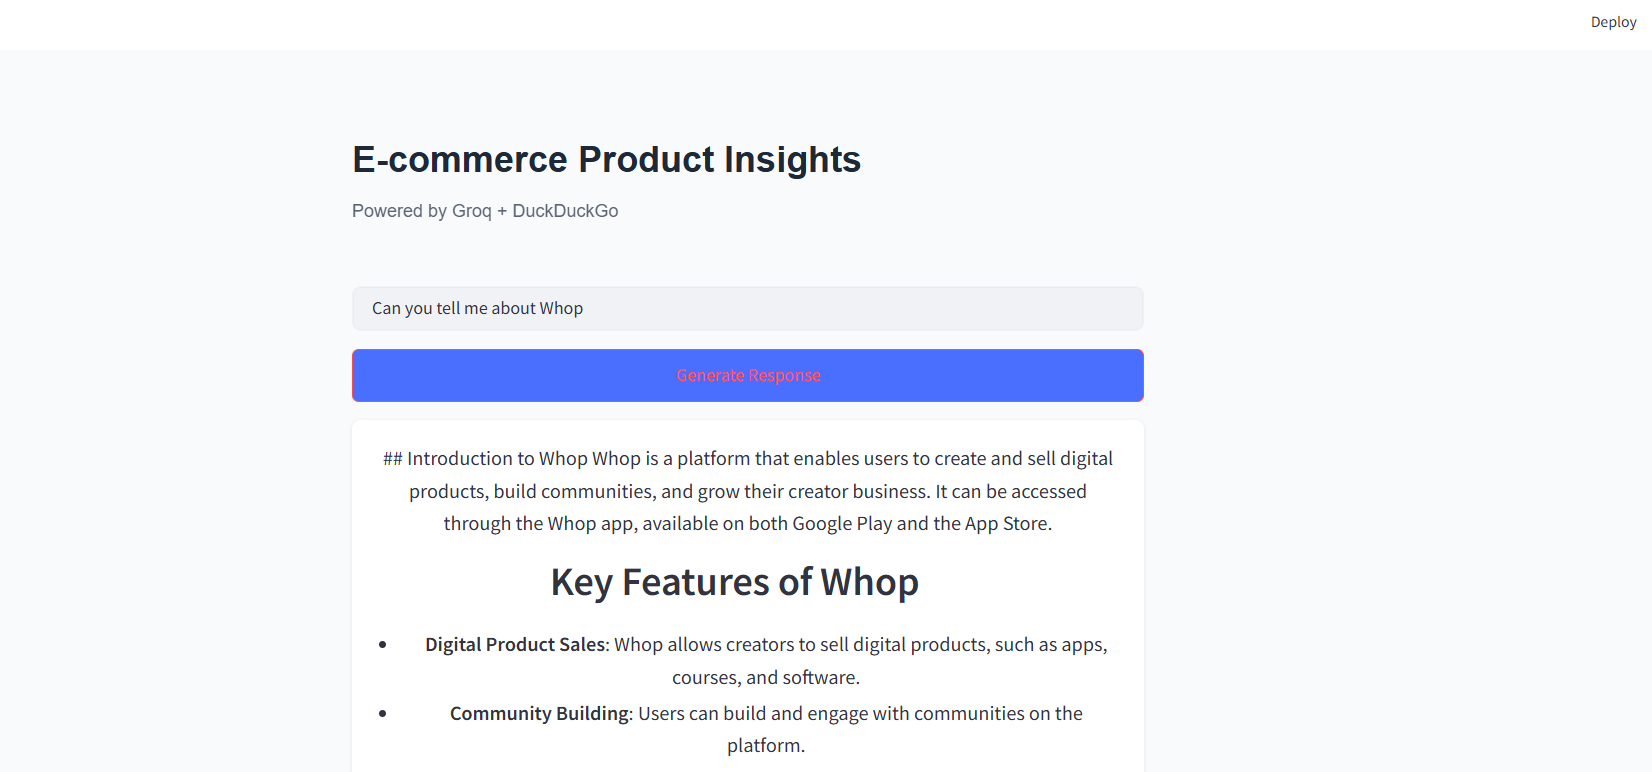 Deploy
E-commerce Product Insights
Powered by Groq + DuckDuckGo
Can you tell me about Whop
Generate Response
## Introduction to Whop Whop is a platform that enables users to create and sell digital
products, build communities, and grow their creator business. It can be accessed
through the Whop app, available on both Google Play and the App Store.
Key Features of Whop
• Digital Product Sales: Whop allows creators to sell digital products, such as apps,
courses, and software.
• Community Building: Users can build and engage with communities on the
platform.